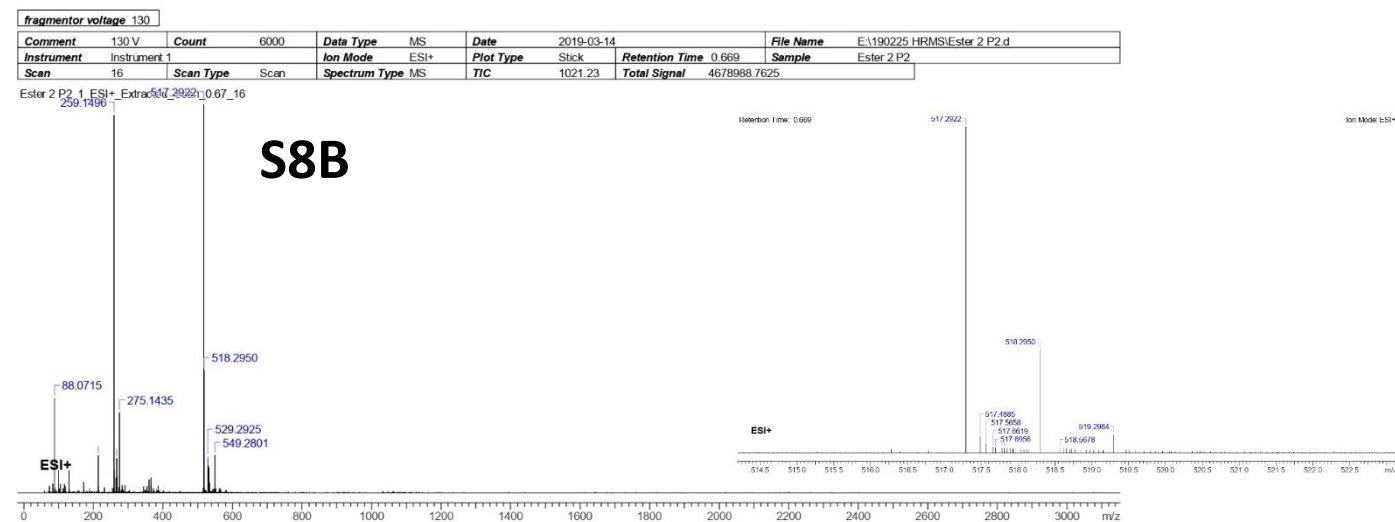 fragmentor voltage 130
Comment 130 V Count 6000 Data Type MS Date 2019-03-14 File Name E:\190225 HRMS\Ester 2 P2.d
Instrument Instrument 1 Ion Mode ESI+ Plot Type Stick Retention Time 0.669 Sample Ester 2 P2
Scan 16 Scan Type Scan Spectrum Type MS TIC 1021.23 Total Signal 4678988.7625
Ester 2 P2_1_ESI+_Extracted_Scan_0.67_16
517.2922
259.1496
Retention Time: 0.669
517.2922
Ion Mode: ESI+
S8B
518.2950
518.2950
88.0715
275.1435
517.4885
517.5658
529.2925
519.2984
517.6619
ESI+
549.2801
517.6956
518.5678
ESI+
514.5 515.0 515.5 516.0 516.5 517.0 517.5 518.0 518.5 519.0 519.5 520.0 520.5 521.0 521.5 522.0 522.5
0 200 400 600 800 1000 1200 1400 1600 1800 2000 2200 2400 2600 2800 3000 m/z